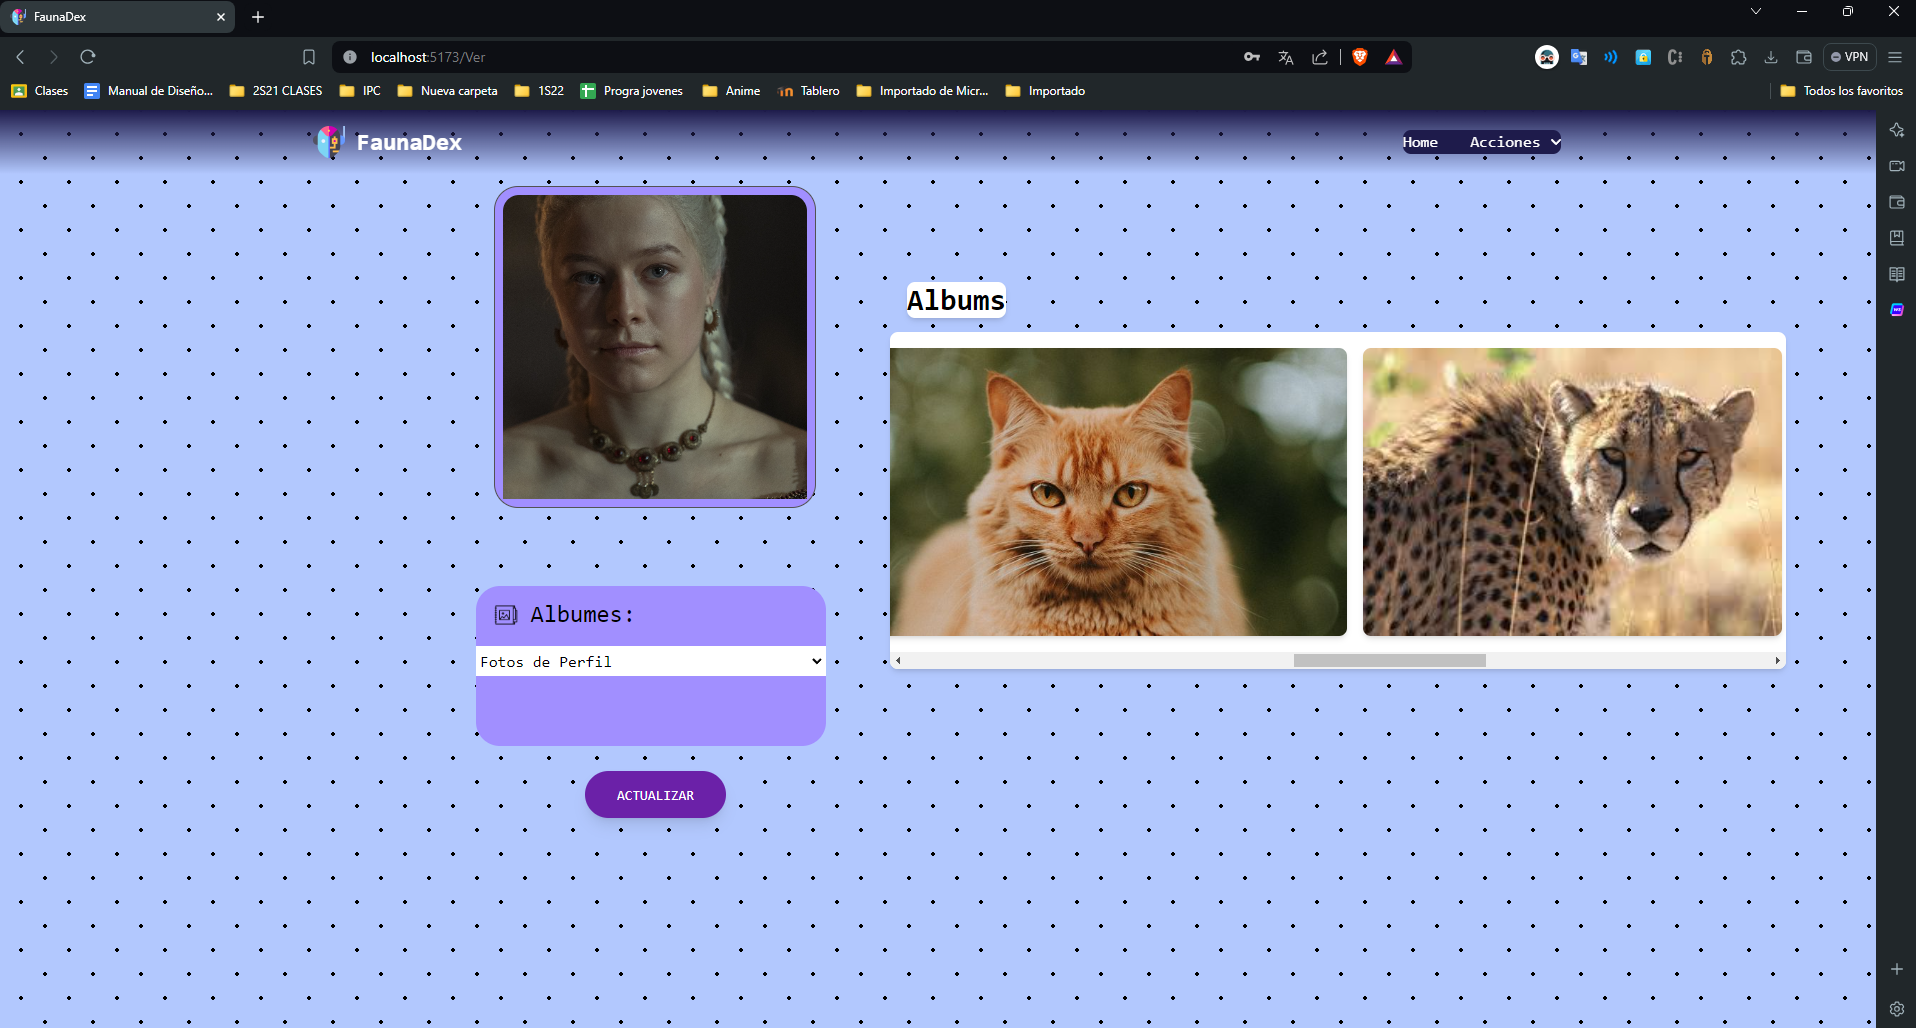 FaunaDex
localhost:5173/Ver
VPN
Clases
Manual de Diseño...
2S21 CLASES
IPC
Nueva carpeta
1S22
Progra jovenes
Anime
Tablero
Importado de Micr...
Importado
Todos los favoritos
FaunaDex
Home
Acciones
Albums
Albumes:
Fotos de Perfil
ACTUALIZAR